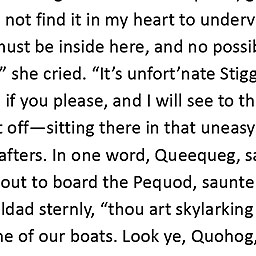 not find it in my heart to underv
must be inside here, and no possib
” she cried. “It’s unfort’nate Stigg
if you please, and I will see to th
t off—sitting there in that uneasy
afters. In one word, Queequeg, sa
out to board the Pequod, saunte
ldad sternly, “thou art skylarking
ne of our boats. Look ye, Quohog,